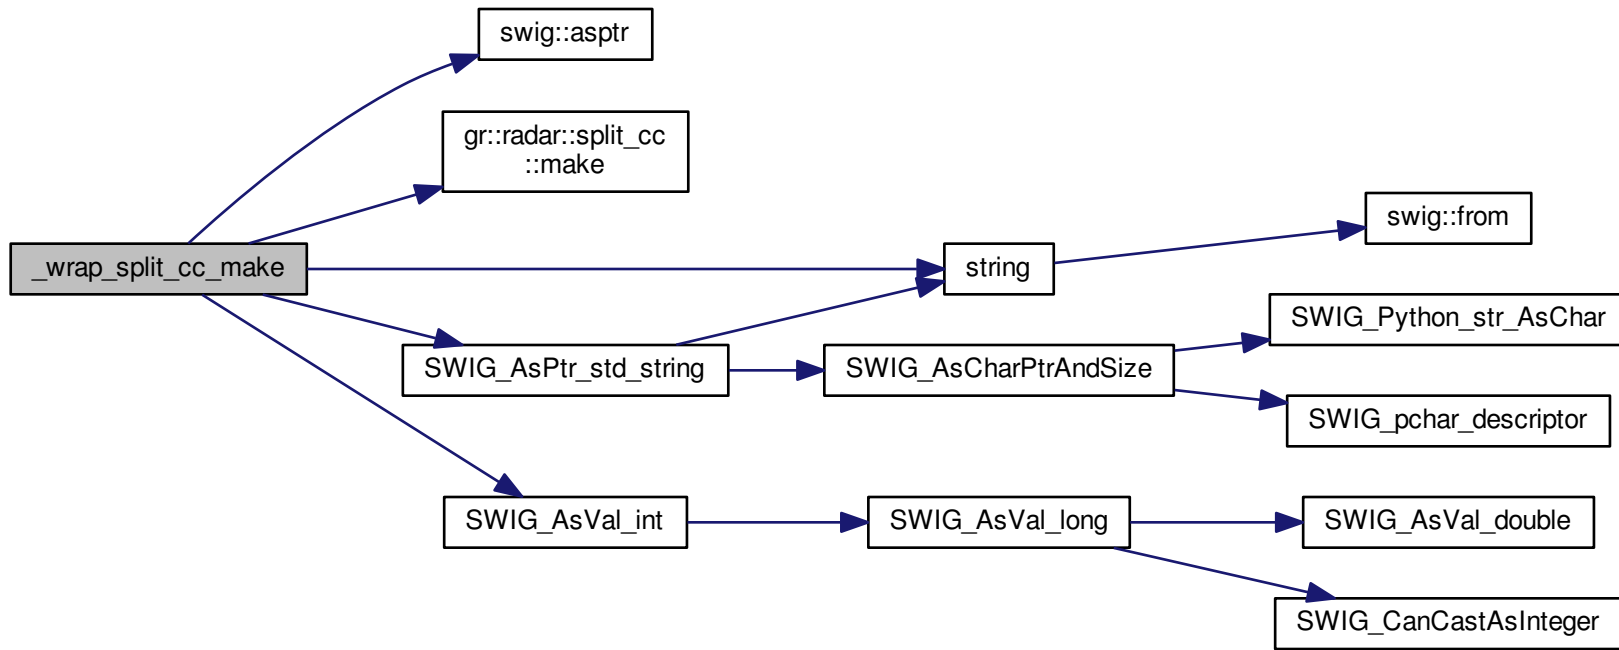 swig::asptr
gr::radar::split_cc
::make
swig::from
_wrap_split_cc_make
string
SWIG_Python_str_AsChar
SWIG_AsPtr_std_string
SWIG_AsCharPtrAndSize
SWIG_pchar_descriptor
SWIG_AsVal_int
SWIG_AsVal_long
SWIG_AsVal_double
SWIG_CanCastAsInteger